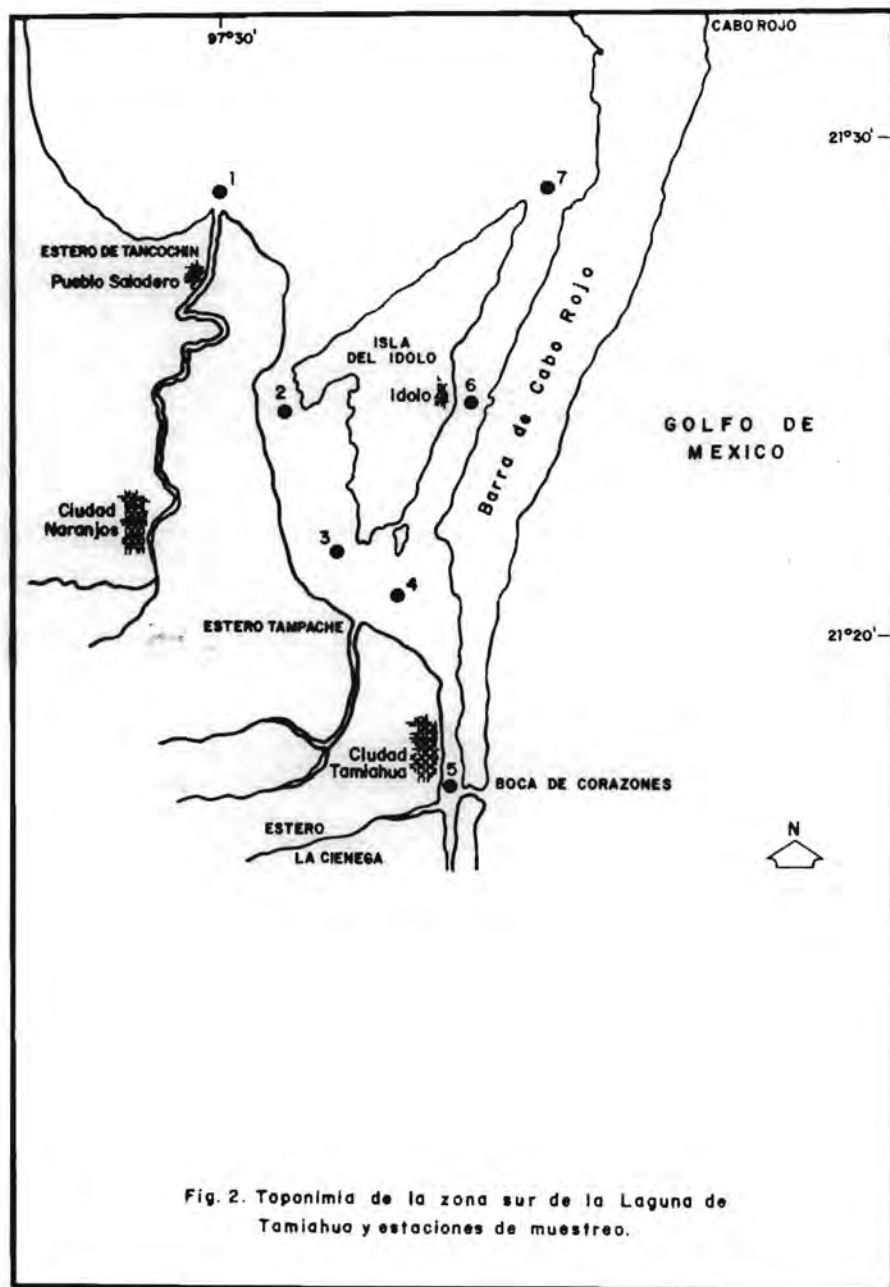 CABO ROJO
97°30'
21°30'
1
7
ESTERO DE TANCOCHIN
Pueblo Saladero
ISLA
DEL IDOLO
2
Idolo
6
Barra de Cabo Rojo
GOLFO DE
MEXICO
Ciudad
Naranjos
3
4
ESTERO TAMPACHE
21°20'
Ciudad
Tamiahua
5
BOCA DE CORAZONES
ESTERO
LA CIENEGA
N
Fig. 2. Toponimia de la zona sur de la Laguna de
Tamiahua y estaciones de muestreo.